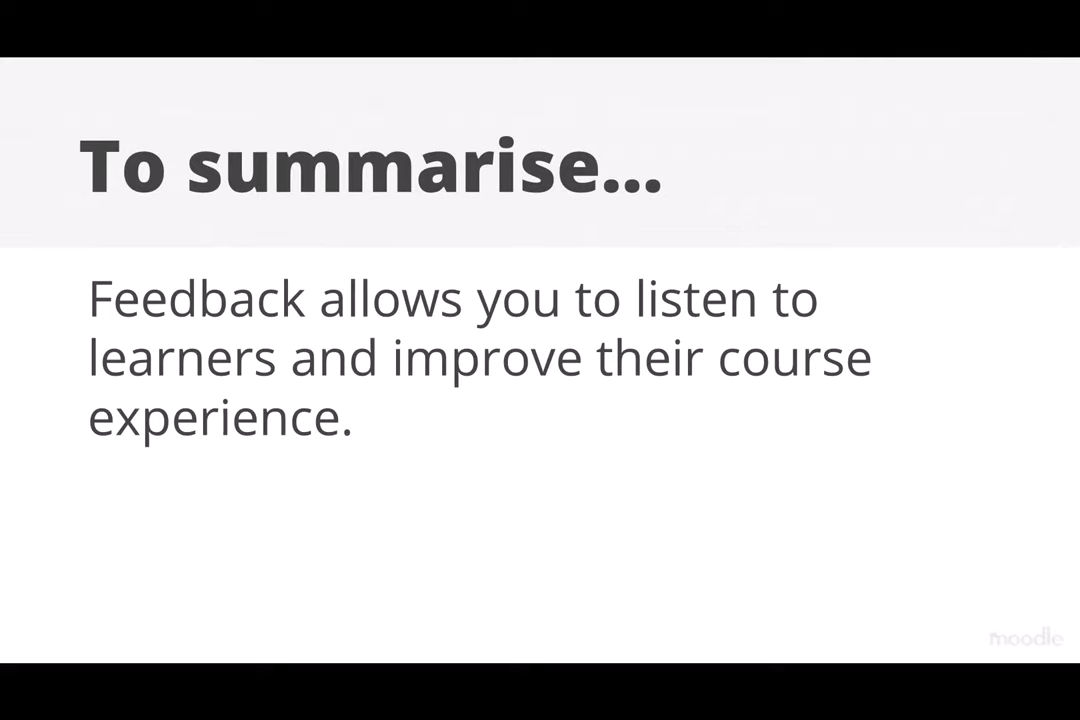 To summarise...
Feedback allows you to listen to
learners and improve their course
experience.
moodle